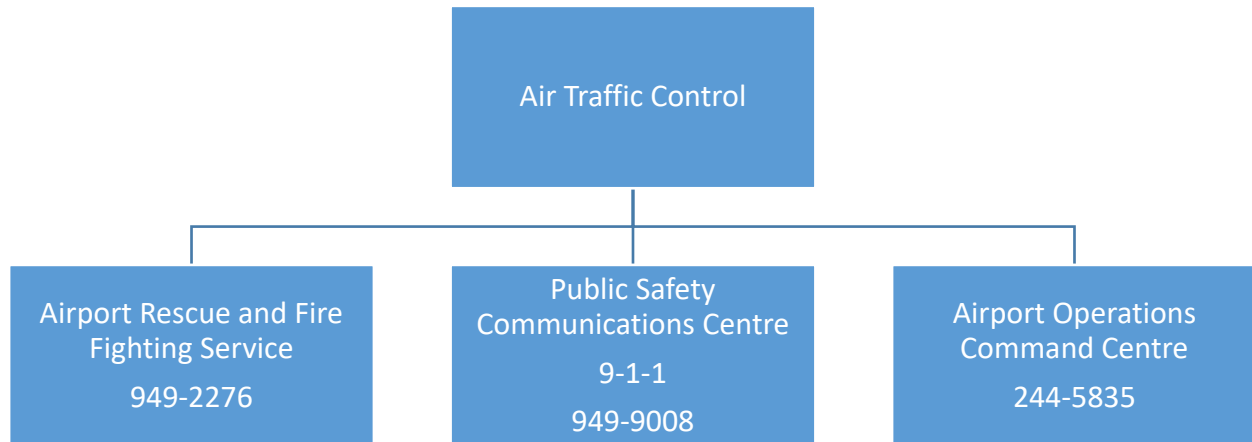 Air Traffic Control
Airport Rescue and Fire
Fighting Service
949-2276
Public Safety
Communications Centre
9-1-1
949-9008
Airport Operations
Command Centre
244-5835